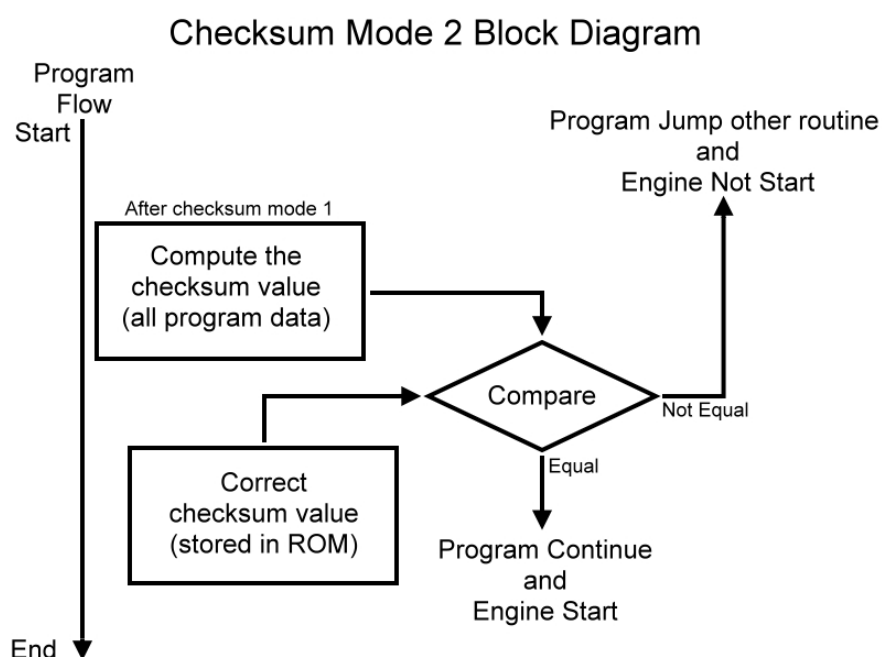 Checksum Mode 2 Block Diagram
Program
Flow
Start
Program Jump other routine
and
Engine Not Start
After checksum mode 1
Compute the
checksum value
(all program data)
Compare
Not Equal
Correct
checksum value
(stored in ROM)
Equal
Program Continue
and
Engine Start
End